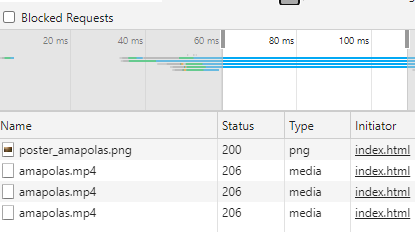 Blocked Requests
20 ms 40 ms 60 ms 80 ms 100 ms
Name Status Type Initiator
poster_amapolas.png 200 png index.html
amapolas.mp4 206 media index.html
amapolas.mp4 206 media index.html
amapolas.mp4 206 media index.html